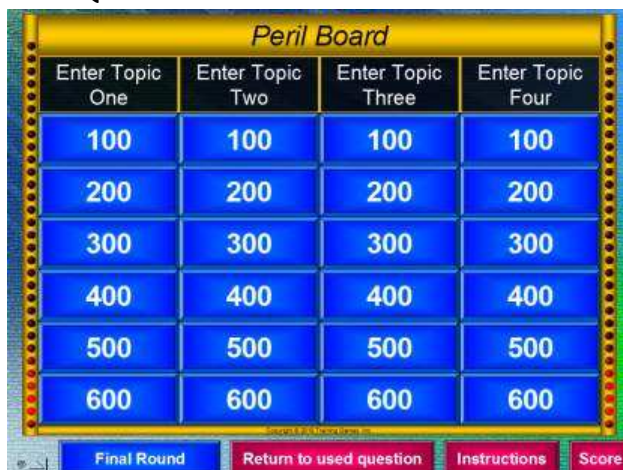 Peril Board
Enter Topic One
Enter Topic Two
Enter Topic Three
Enter Topic Four
100 100 100 100
200 200 200 200
300 300 300 300
400 400 400 400
500 500 500 500
600 600 600 600
Final Round
Return to used question
Instructions
Score